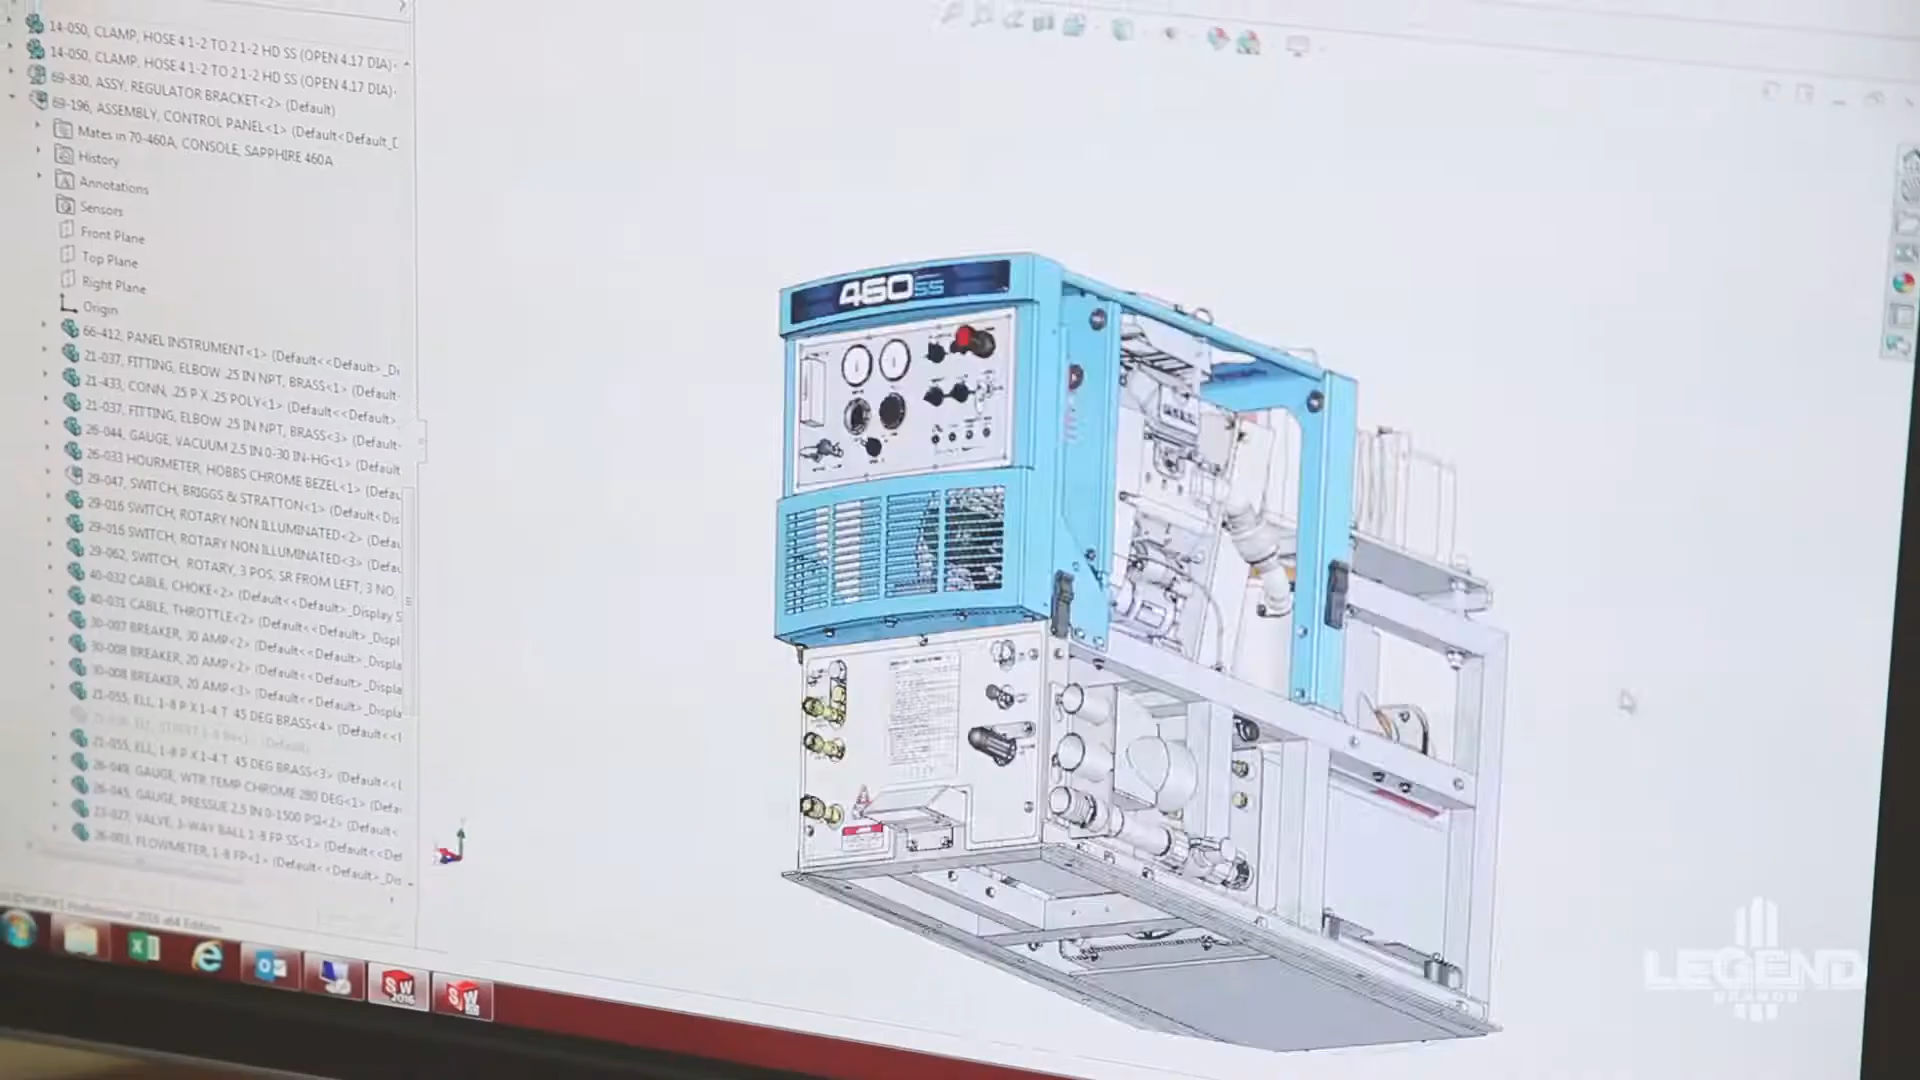 14-050, CLAMP, HOSE 4 1-2 TO 2 1-2 HD SS (OPEN 4.17 DIA)
14-050, CLAMP, HOSE 4 1-2 TO 2 1-2 HD SS (OPEN 4.17 DIA)
69-830, ASSY, REGULATOR BRACKET<2> (Default)
69-196, ASSEMBLY, CONTROL PANEL<1> (Default<Default_D
Mates in 70-460A, CONSOLE, SAPPHIRE 460A
History
Annotations
Sensors
Front Plane
Top Plane
Right Plane
Origin
66-412, PANEL INSTRUMENT<1> (Default<<Default>_Di
21-037, FITTING, ELBOW .25 IN NPT, BRASS<1> (Default
21-433, CONN, .25 P X .25 POLY<1> (Default<<Default>
21-037, FITTING, ELBOW .25 IN NPT, BRASS<3> (Default
26-044, GAUGE, VACUUM 2.5 IN 0-30 IN-HG<1> (Default
26-033 HOURMETER, HOBBS CHROME BEZEL<1> (Defau
29-047, SWITCH, BRIGGS & STRATTON<1> (Default<Dis
29-016 SWITCH, ROTARY NON ILLUMINATED<2> (Defau
29-016 SWITCH, ROTARY NON ILLUMINATED<3> (Defau
29-062, SWITCH, ROTARY, 3 POS, SR FROM LEFT, 3 NO,
40-032 CABLE, CHOKE<2> (Default<<Default>_Display S
40-031 CABLE, THROTTLE<2> (Default<<Default>_Displ
30-007 BREAKER, 30 AMP<2> (Default<<Default>_Displa
30-008 BREAKER, 20 AMP<2> (Default<<Default>_Displa
30-008 BREAKER, 20 AMP<3> (Default<<Default>_Displa
21-055, ELL, 1-8 P X 1-4 T 45 DEG BRASS<4> (Default<<I
21-055, ELL, 1-8 P X 1-4 T 45 DEG BRASS<3> (Default<<I
26-049, GAUGE, WTR TEMP CHROME 280 DEG<1> (Defa
26-045, GAUGE, PRESSUE 2.5 IN 0-1500 PSI<2> (Default<
23-027, VALVE, 3-WAY BALL 1-8 FP SS<1> (Default<<Def
26-003, FLOWMETER, 1-8 FP<1> (Default<<Default>_Dis
Professional 2016 x64 Edition
460SS
SW
2016
SW
LEGEND
BRANDS